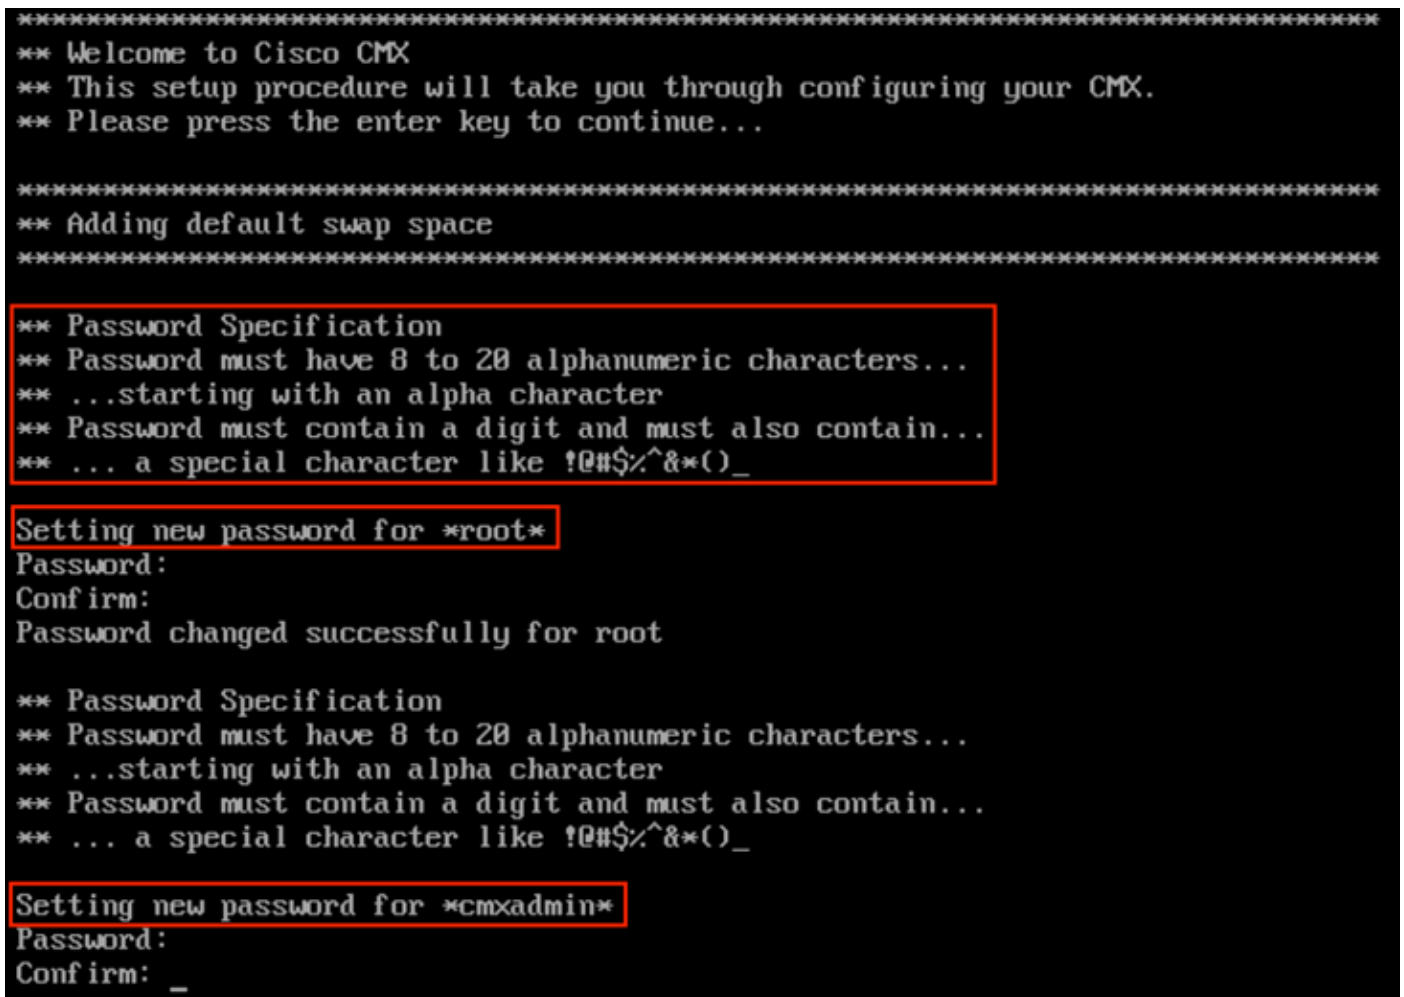 ********************************************************************************
** Welcome to Cisco CMX
** This setup procedure will take you through configuring your CMX.
** Please press the enter key to continue...
********************************************************************************
** Adding default swap space
********************************************************************************
** Password Specification
** Password must have 8 to 20 alphanumeric characters...
** ...starting with an alpha character
** Password must contain a digit and must also contain...
** ... a special character like !@#$%^&*()_
Setting new password for *root*
Password:
Confirm:
Password changed successfully for root
** Password Specification
** Password must have 8 to 20 alphanumeric characters...
** ...starting with an alpha character
** Password must contain a digit and must also contain...
** ... a special character like !@#$%^&*()_
Setting new password for *cmxadmin*
Password:
Confirm: _